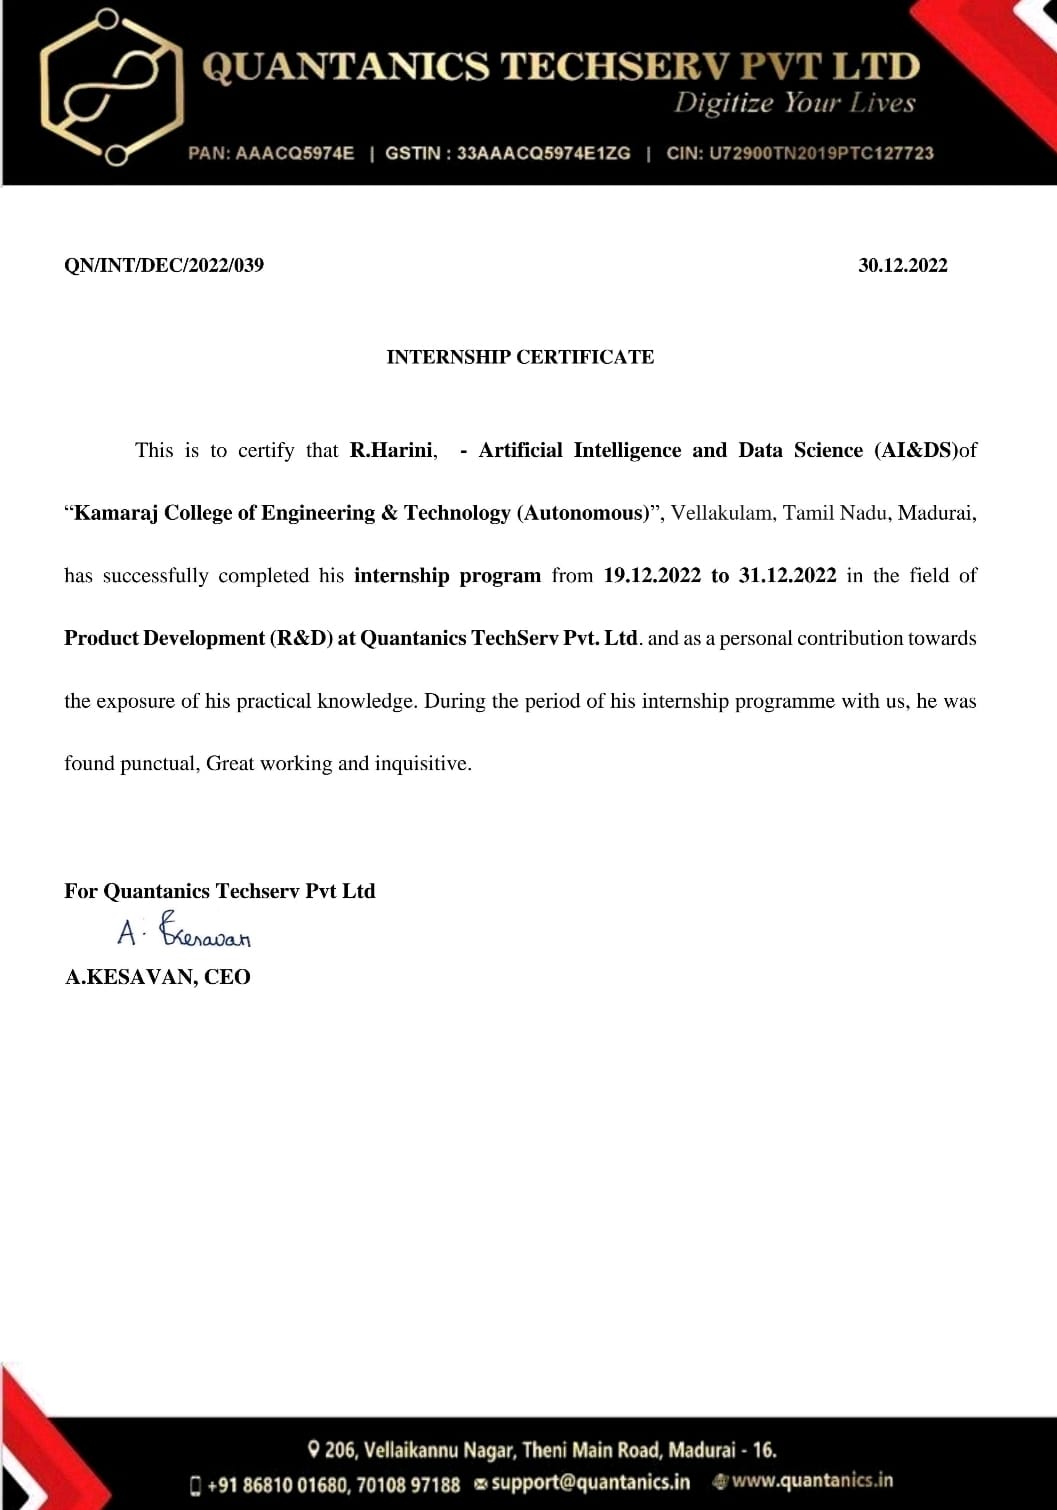 QUANTANICS TECHSERV PVT LTD
Digitize Your Lives
PAN: AAACQ5974E | GSTIN : 33AAACQ5974E1ZG | CIN: U72900TN2019PTC127723
QN/INT/DEC/2022/039 30.12.2022
INTERNSHIP CERTIFICATE
This is to certify that R.Harini, - Artificial Intelligence and Data Science (AI&DS)of
“Kamaraj College of Engineering & Technology (Autonomous)”, Vellakulam, Tamil Nadu, Madurai,
has successfully completed his internship program from 19.12.2022 to 31.12.2022 in the field of
Product Development (R&D) at Quantanics TechServ Pvt. Ltd. and as a personal contribution towards
the exposure of his practical knowledge. During the period of his internship programme with us, he was
found punctual, Great working and inquisitive.
For Quantanics Techserv Pvt Ltd
A. Kesavan
A.KESAVAN, CEO
206, Vellaikannu Nagar, Theni Main Road, Madurai - 16.
+91 86810 01680, 70108 97188 support@quantanics.in www.quantanics.in